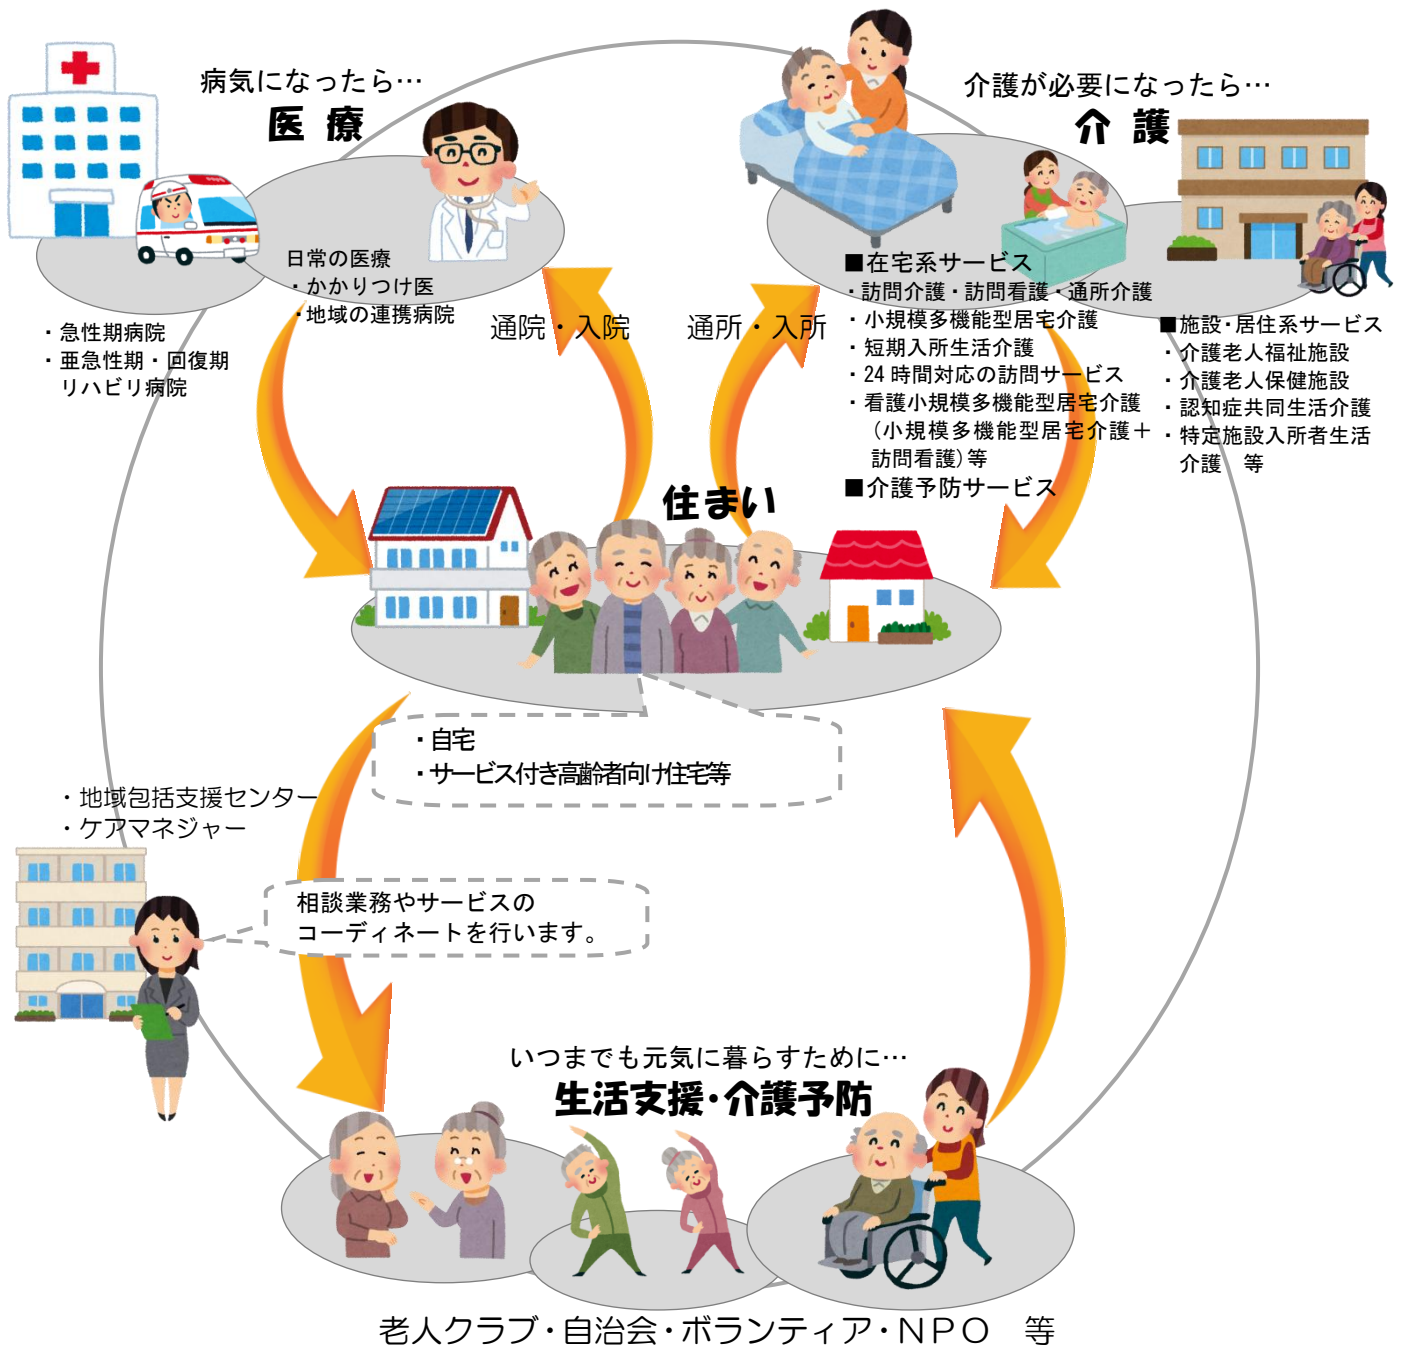 病気になったら…
医 療
日常の医療
・かかりつけ医
・地域の連携病院
・急性期病院
・亜急性期・回復期
リハビリ病院
通院・入院
介護が必要になったら…
介 護
通所・入所
■在宅系サービス
・訪問介護・訪問看護・通所介護
・小規模多機能型居宅介護
・短期入所生活介護
・24時間対応の訪問サービス
・看護小規模多機能型居宅介護
(小規模多機能型居宅介護＋
訪問看護)等
■介護予防サービス
■施設・居住系サービス
・介護老人福祉施設
・介護老人保健施設
・認知症共同生活介護
・特定施設入所者生活
介護　等
住まい
・自宅
・サービス付き高齢者向け住宅等
・地域包括支援センター
・ケアマネジャー
相談業務やサービスの
コーディネートを行います。
いつまでも元気に暮らすために…
生活支援・介護予防
老人クラブ・自治会・ボランティア・ＮＰＯ　等